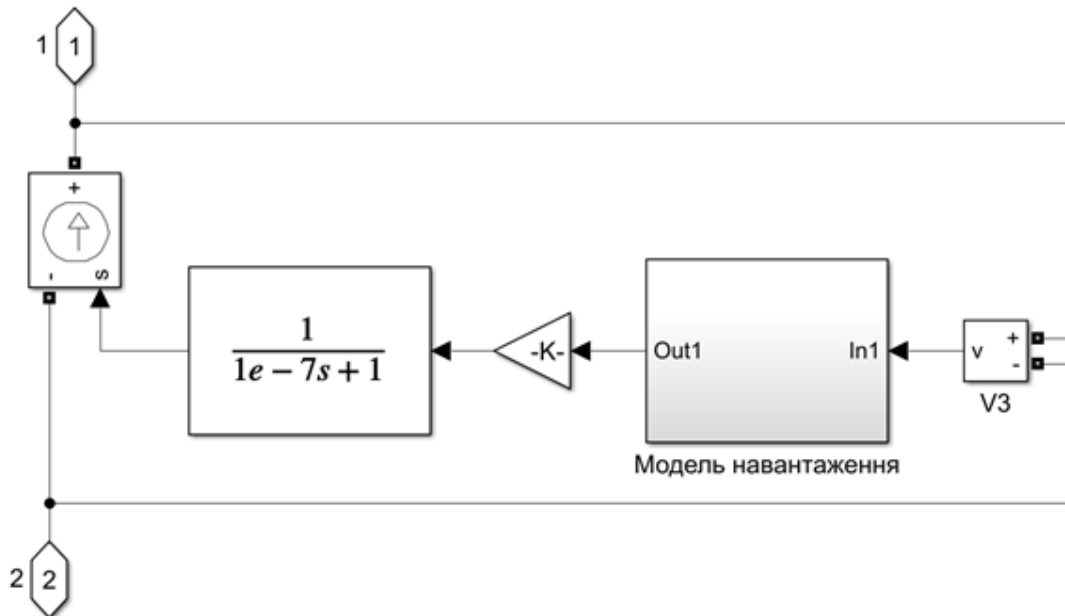 1 1
+
- s
1
1e − 7s + 1
-K-
Out1 In1
v + -
V3
Модель навантаження
2 2